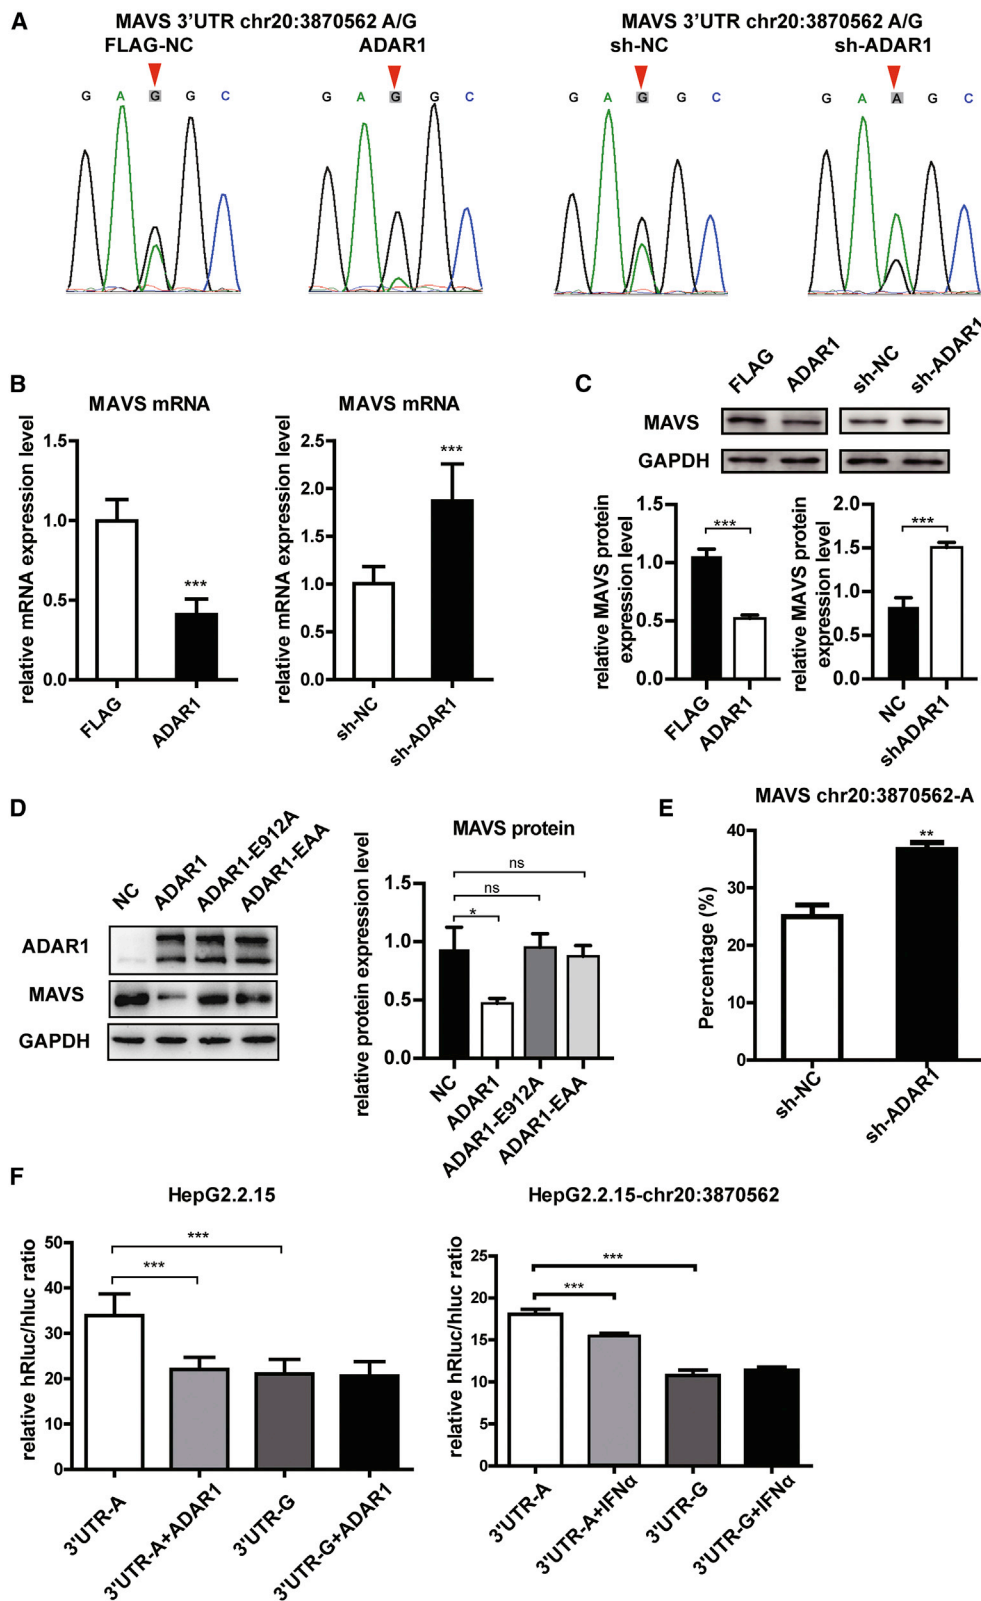 A
MAVS 3'UTR chr20:3870562 A/G
FLAG-NC
ADAR1
G A G G C
G A G G C
MAVS 3'UTR chr20:3870562 A/G
sh-NC
sh-ADAR1
G A G G C
G A A G C
B
MAVS mRNA
relative mRNA expression level
1.5
1.0
0.5
0.0
***
FLAG
ADAR1
MAVS mRNA
relative mRNA expression level
2.5
2.0
1.5
1.0
0.5
0.0
***
sh-NC
sh-ADAR1
C
FLAG
ADAR1
sh-NC
sh-ADAR1
MAVS
GAPDH
relative MAVS protein
expression level
1.5
1.0
0.5
0.0
***
FLAG
ADAR1
relative MAVS protein
expression level
2.0
1.5
1.0
0.5
0.0
***
NC
shADAR1
D
NC
ADAR1
ADAR1-E912A
ADAR1-EAA
ADAR1
MAVS
GAPDH
MAVS protein
relative protein expression level
1.5
1.0
0.5
0.0
ns
ns
*
NC
ADAR1
ADAR1-E912A
ADAR1-EAA
E
MAVS chr20:3870562-A
Percentage (%)
40
30
20
10
0
**
sh-NC
sh-ADAR1
F
HepG2.2.15
relative hRluc/hluc ratio
50
40
30
20
10
0
***
***
3'UTR-A
3'UTR-A+ADAR1
3'UTR-G
3'UTR-G+ADAR1
HepG2.2.15-chr20:3870562
relative hRluc/hluc ratio
25
20
15
10
5
0
***
***
3'UTR-A
3'UTR-A+IFNα
3'UTR-G
3'UTR-G+IFNα